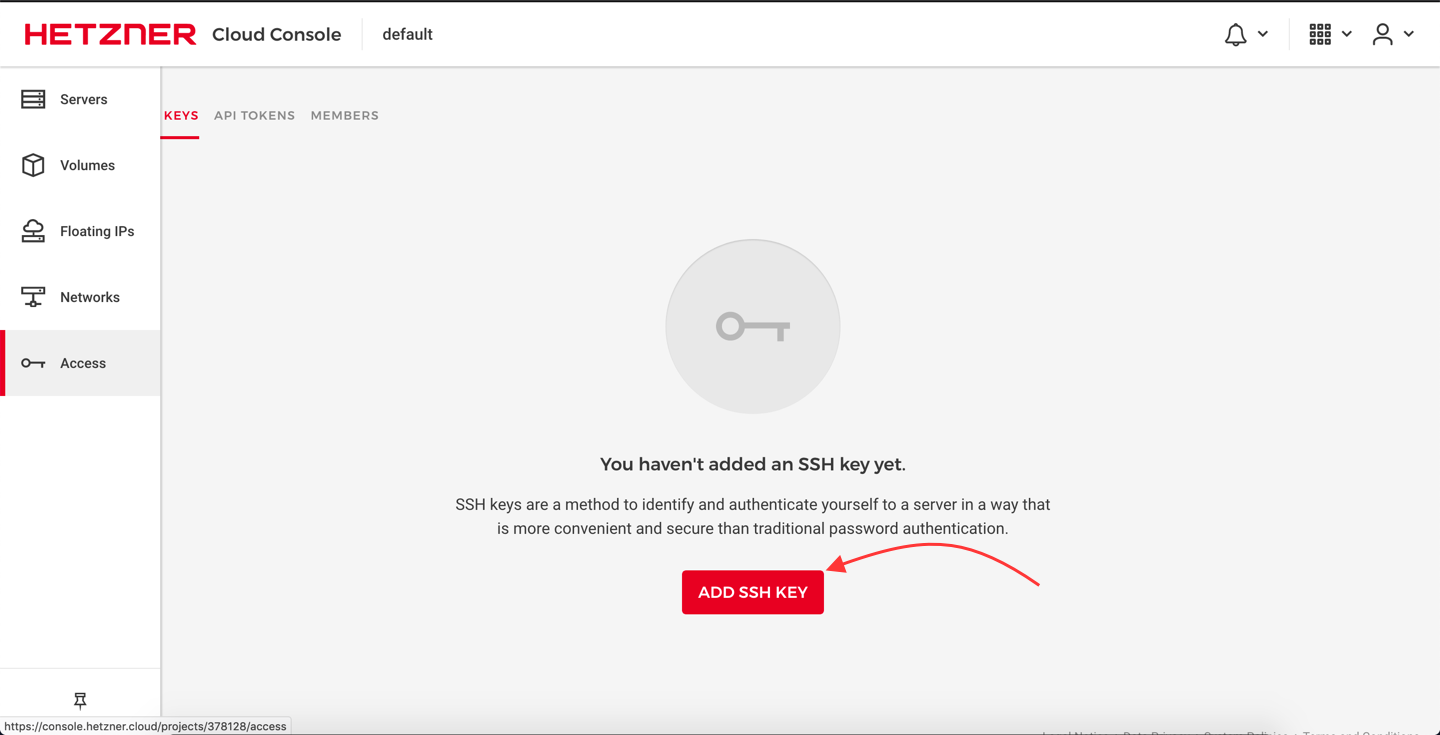 HETZNER Cloud Console default
Servers
KEYS API TOKENS MEMBERS
Volumes
Floating IPs
Networks
Access
You haven't added an SSH key yet.
SSH keys are a method to identify and authenticate yourself to a server in a way that
is more convenient and secure than traditional password authentication.
ADD SSH KEY
https://console.hetzner.cloud/projects/378128/access